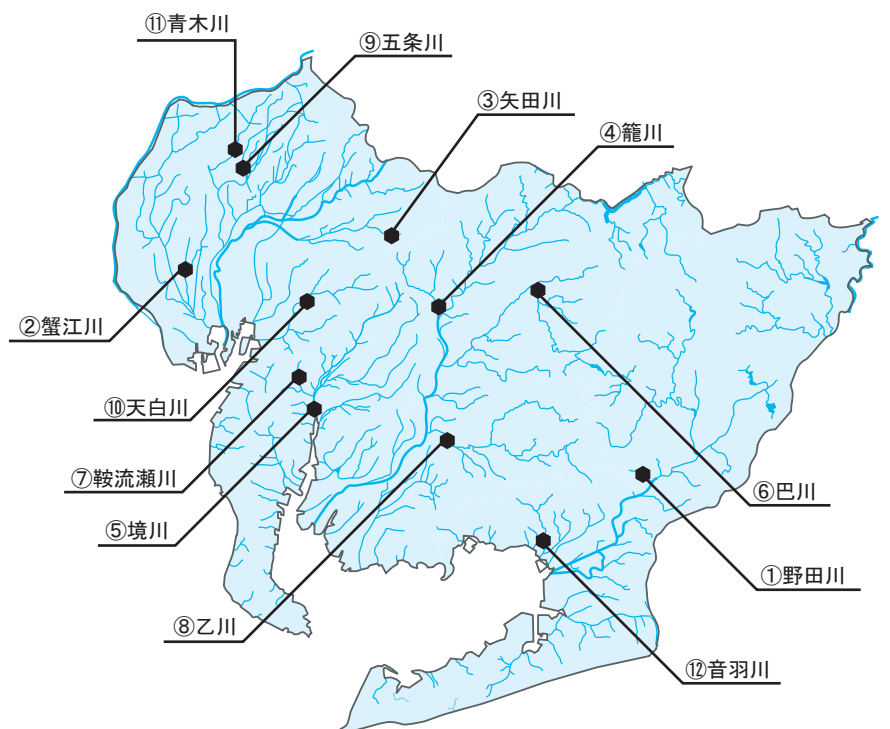 ⑪青木川
⑨五条川
③矢田川
④籠川
②蟹江川
⑩天白川
⑦鞍流瀬川
⑥巴川
⑤境川
①野田川
⑧乙川
⑫音羽川